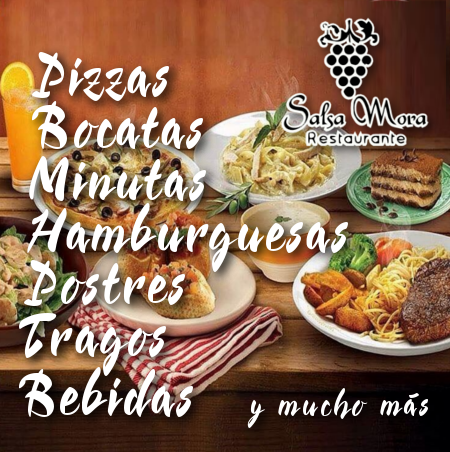 Salsa Mora
Restaurante
Pizzas
Bocatas
Minutas
Hamburguesas
Postres
Tragos
Bebidas
y mucho más